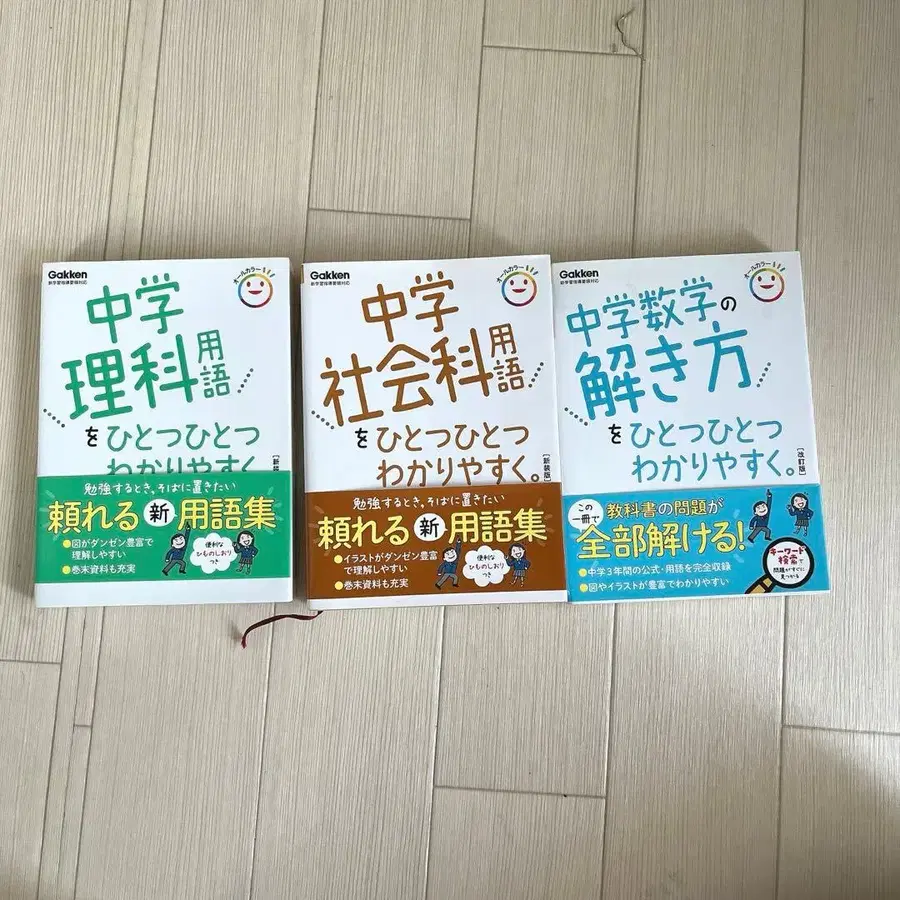 Gakken
新学習指導要領対応
オールカラー
中学
理科用語
を ひとつひとつ
わかりやすく。
[新装
勉強するとき、そばに置きたい
頼れる 新 用語集
図がダンゼン豊富で
理解しやすい
巻末資料も充実
便利な
ひものしおり
つき
Gakken
新学習指導要領対応
オールカラー
中学
社会科用語
を ひとつひとつ
わかりやすく。
[新装版]
勉強するとき、そばに置きたい
頼れる 新 用語集
イラストがダンゼン豊富
で理解しやすい
巻末資料も充実
便利な
ひものしおり
つき
Gakken
新学習指導要領対応
オールカラー
中学数学の
解き方
を ひとつひとつ
わかりやすく。
[改訂版]
この一冊で
教科書の問題が
全部解ける!
中学3年間の公式・用語を完全収録
図やイラストが豊富でわかりやすい
キーワード
検索で
問題がすぐに
見つかる